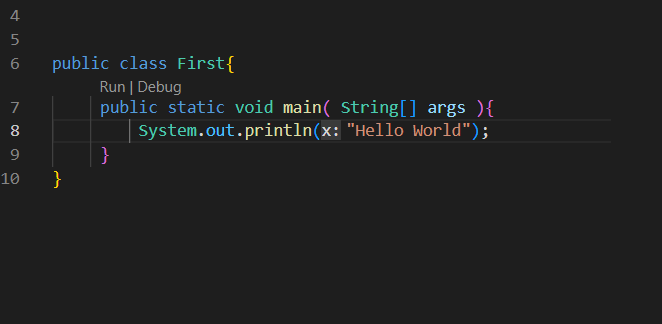 4
5
6 public class First{
Run | Debug
7 public static void main( String[] args ){
8 System.out.println(x: "Hello World");
9 }
10 }